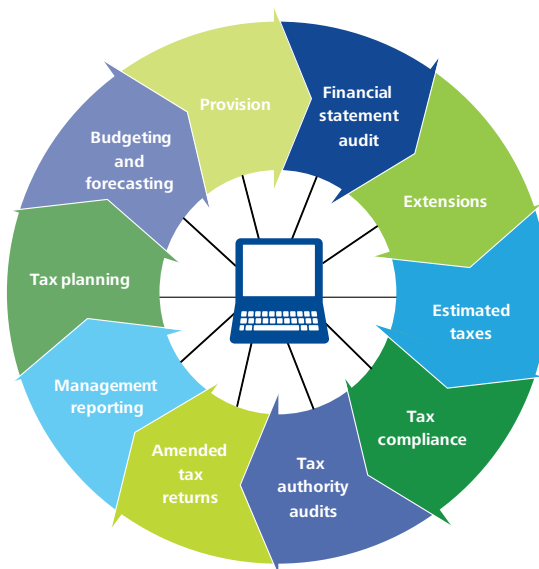 Provision
Financial
statement
audit
Extensions
Estimated
taxes
Tax
compliance
Tax
authority
audits
Amended
tax
returns
Management
reporting
Tax planning
Budgeting
and
forecasting